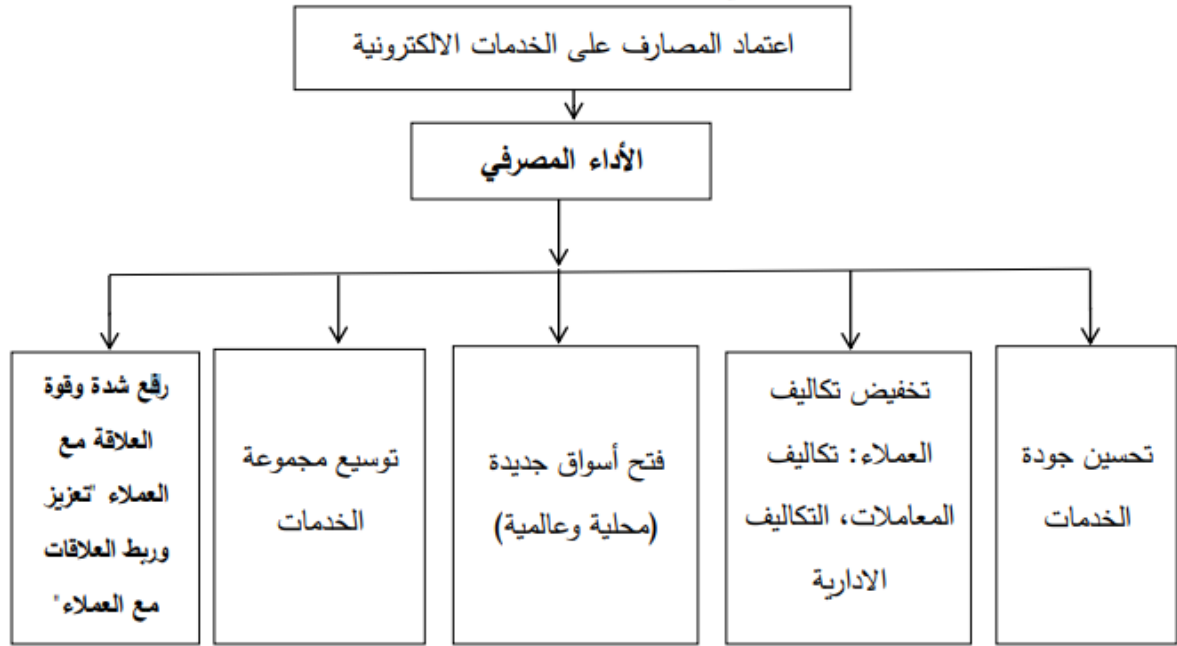 اعتماد المصارف على الخدمات الالكترونية
الأداء المصرفي
تحسين جودة
الخدمات
تخفيض تكاليف
العملاء: تكاليف
المعاملات، التكاليف
الادارية
فتح أسواق جديدة
(محلية وعالمية)
توسيع مجموعة
الخدمات
رفع شدة وقوة
العلاقة مع
العملاء "تعزيز
وربط العلاقات
مع العملاء"